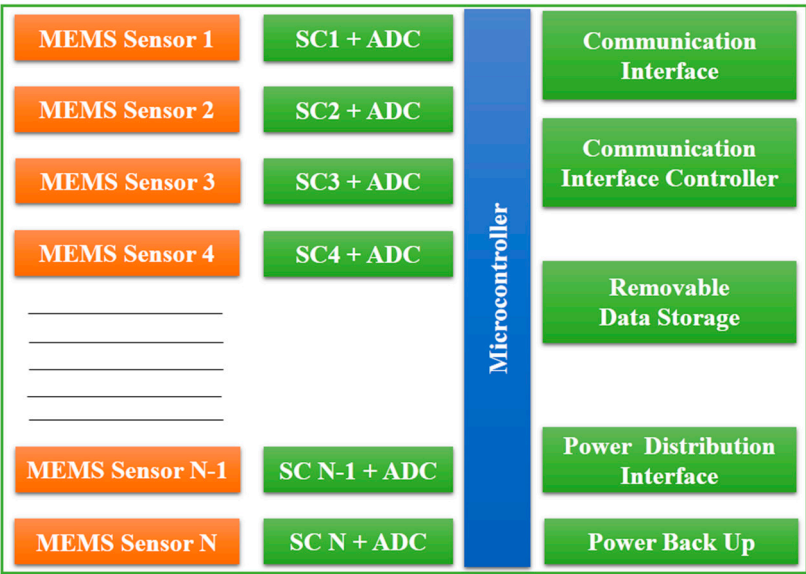 MEMS Sensor 1
SC1 + ADC
Communication
Interface
MEMS Sensor 2
SC2 + ADC
Communication
Interface Controller
MEMS Sensor 3
SC3 + ADC
MEMS Sensor 4
SC4 + ADC
Microcontroller
Removable
Data Storage
MEMS Sensor N-1
SC N-1 + ADC
Power Distribution
Interface
MEMS Sensor N
SC N + ADC
Power Back Up